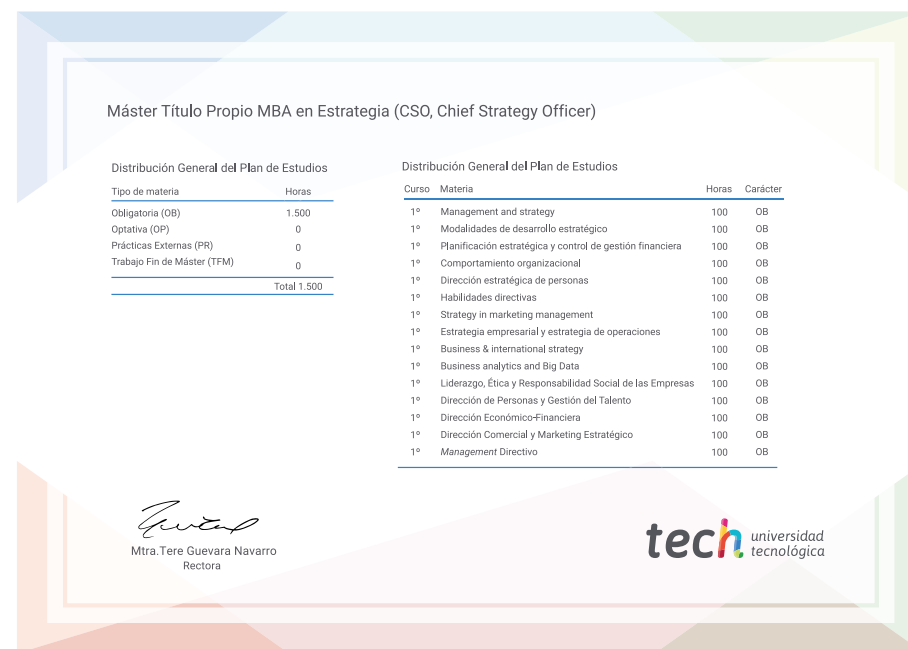 Máster Título Propio MBA en Estrategia (CSO, Chief Strategy Officer)
Distribución General del Plan de Estudios
Tipo de materia Horas
Obligatoria (OB) 1.500
Optativa (OP) 0
Prácticas Externas (PR) 0
Trabajo Fin de Máster (TFM) 0
Total 1.500
Distribución General del Plan de Estudios
Curso Materia Horas Carácter
1º Management and strategy 100 OB
1º Modalidades de desarrollo estratégico 100 OB
1º Planificación estratégica y control de gestión financiera 100 OB
1º Comportamiento organizacional 100 OB
1º Dirección estratégica de personas 100 OB
1º Habilidades directivas 100 OB
1º Strategy in marketing management 100 OB
1º Estrategia empresarial y estrategia de operaciones 100 OB
1º Business & international strategy 100 OB
1º Business analytics and Big Data 100 OB
1º Liderazgo, Ética y Responsabilidad Social de las Empresas 100 OB
1º Dirección de Personas y Gestión del Talento 100 OB
1º Dirección Económico-Financiera 100 OB
1º Dirección Comercial y Marketing Estratégico 100 OB
1º Management Directivo 100 OB
Mtra.Tere Guevara Navarro
Rectora
tech universidad
tecnológica